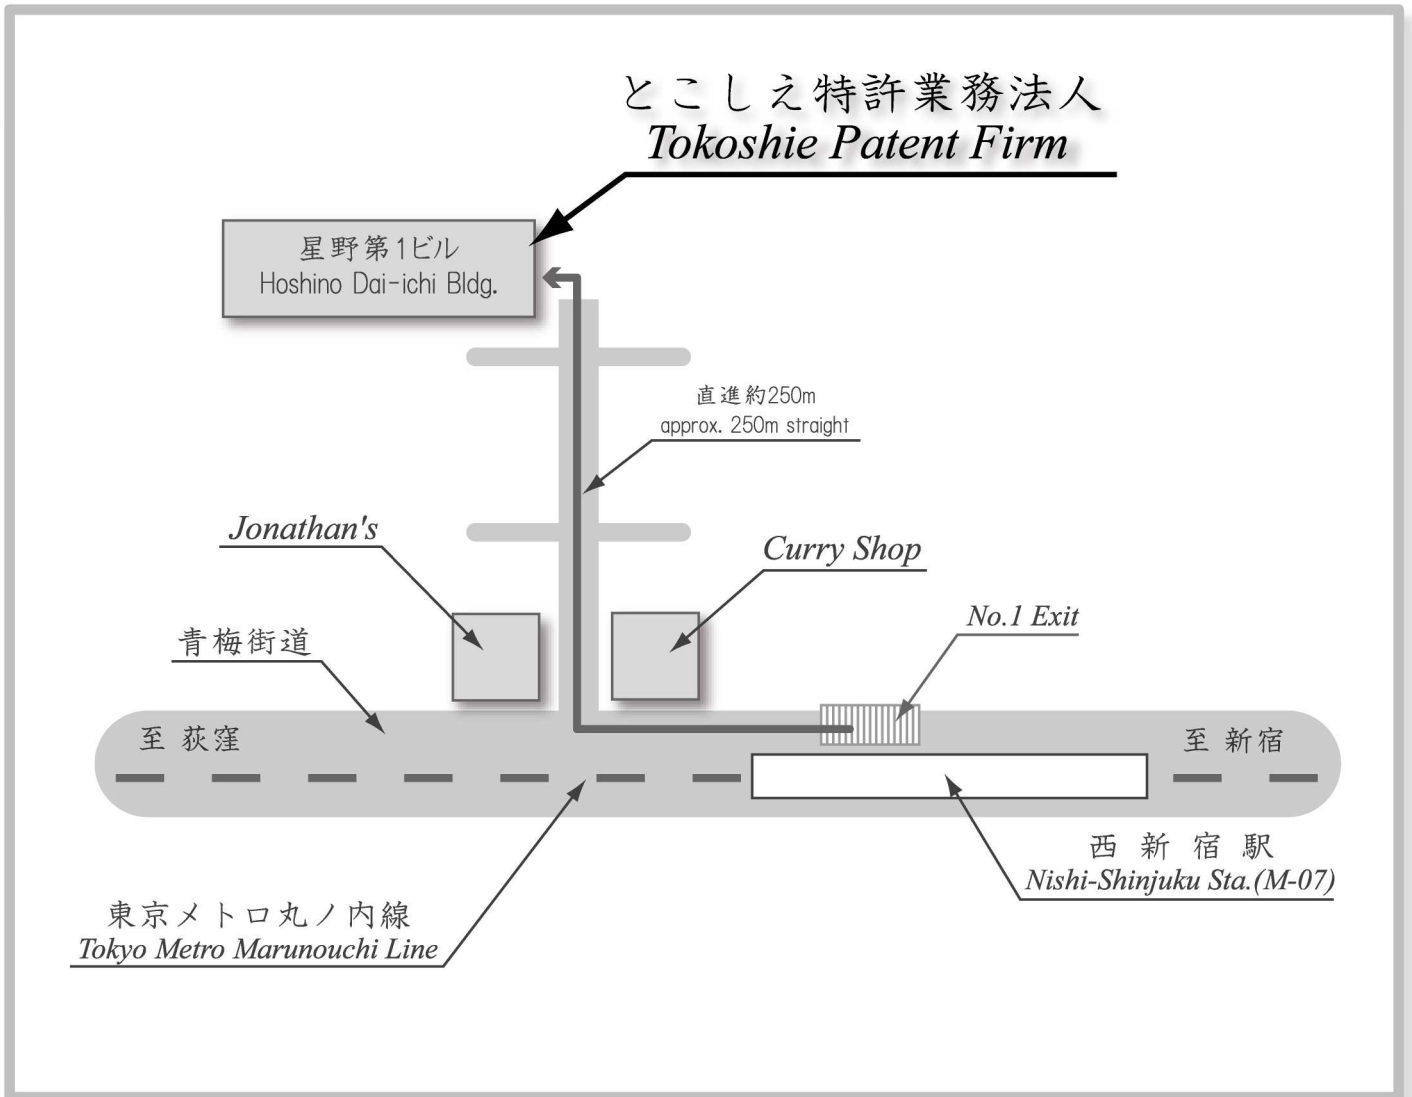 とこしえ特許業務法人
Tokoshie Patent Firm
星野第1ビル
Hoshino Dai-ichi Bldg.
直進約250m
approx. 250m straight
Jonathan's
Curry Shop
No.1 Exit
青梅街道
至 荻窪
至 新宿
西新宿駅
Nishi-Shinjuku Sta.(M-07)
東京メトロ丸ノ内線
Tokyo Metro Marunouchi Line